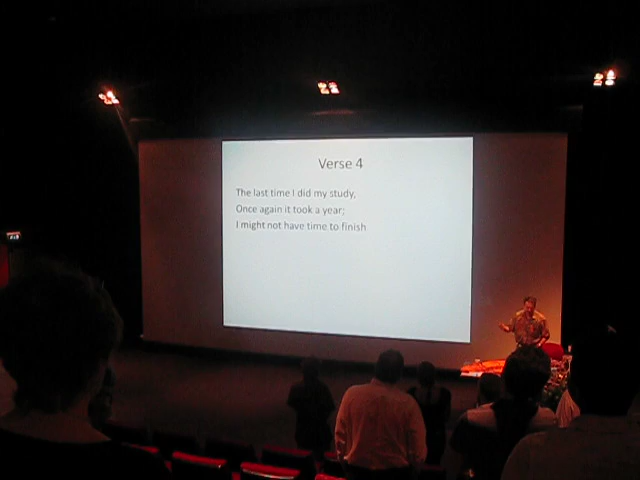 Verse 4
The last time I did my study,
Once again it took a year;
I might not have time to finish